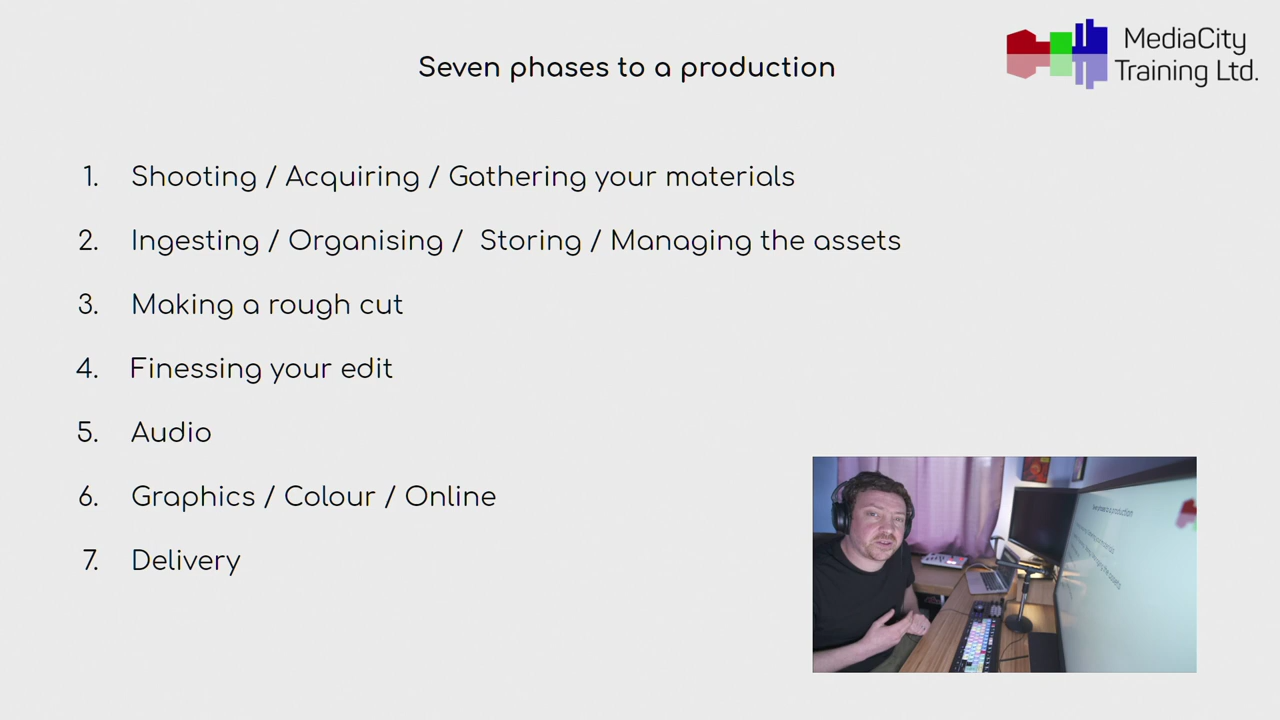 Seven phases to a production
MediaCity
Training Ltd.
1. Shooting / Acquiring / Gathering your materials
2. Ingesting / Organising / Storing / Managing the assets
3. Making a rough cut
4. Finessing your edit
5. Audio
6. Graphics / Colour / Online
7. Delivery